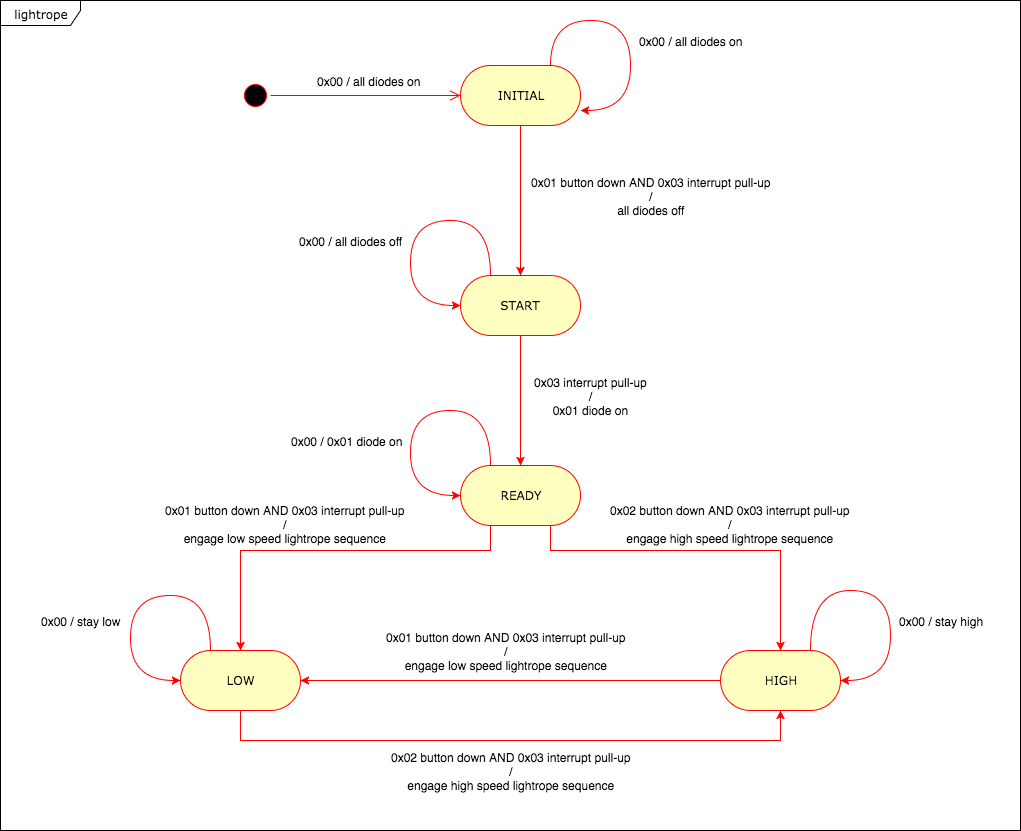 lightrope
0x00 / all diodes on
0x00 / all diodes on
INITIAL
0x01 button down AND 0x03 interrupt pull-up
/
all diodes off
0x00 / all diodes off
START
0x03 interrupt pull-up
/
0x01 diode on
0x00 / 0x01 diode on
READY
0x01 button down AND 0x03 interrupt pull-up
/
engage low speed lightrope sequence
0x02 button down AND 0x03 interrupt pull-up
/
engage high speed lightrope sequence
0x00 / stay low
0x00 / stay high
0x01 button down AND 0x03 interrupt pull-up
/
engage low speed lightrope sequence
LOW
HIGH
0x02 button down AND 0x03 interrupt pull-up
/
engage high speed lightrope sequence